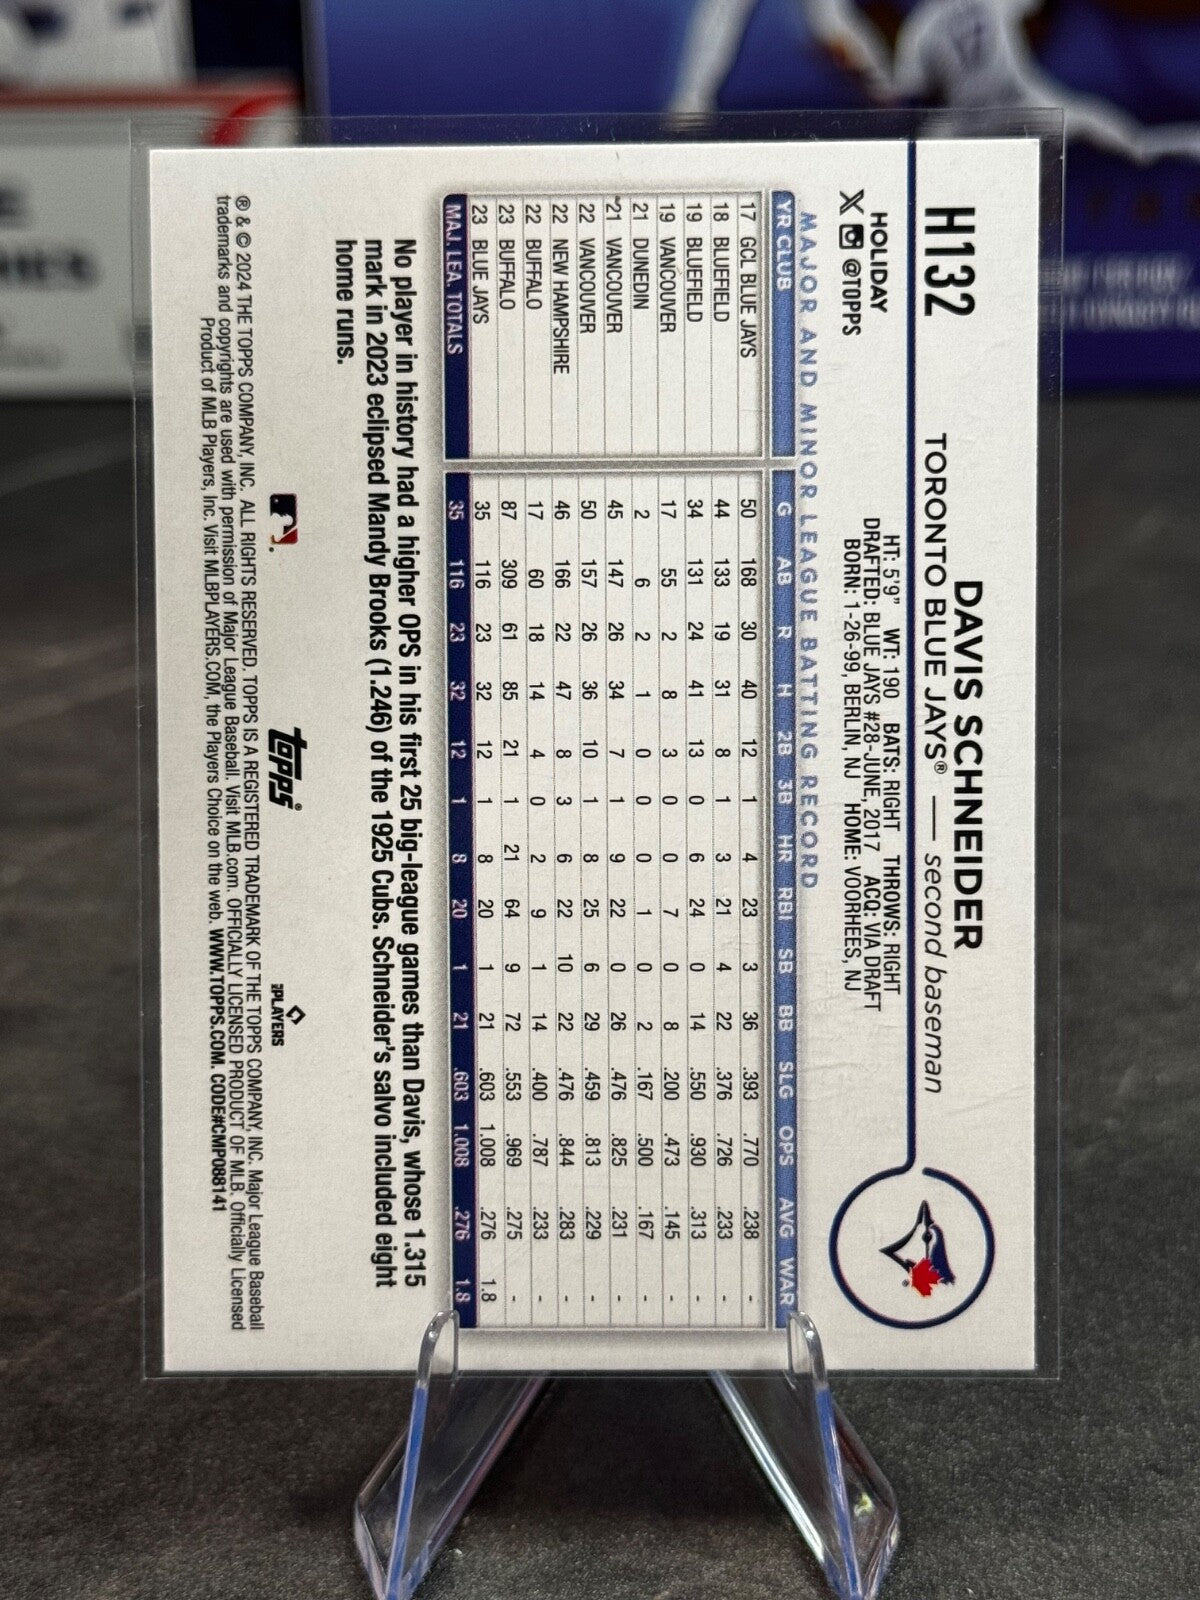 H132
DAVIS SCHNEIDER
TORONTO BLUE JAYS® — second baseman
HOLIDAY
@TOPPS
HT: 5'9" WT: 190 BATS: RIGHT THROWS: RIGHT
DRAFTED: BLUE JAYS #28-JUNE, 2017 ACQ: VIA DRAFT
BORN: 1-26-99, BERLIN, NJ HOME: VOORHEES, NJ
MAJOR AND MINOR LEAGUE BATTING RECORD
YR CLUB G AB R H 2B 3B HR RBI SB BB SLG OPS AVG WAR
17 GCL BLUE JAYS 50 168 30 40 12 1 4 23 3 36 .393 .770 .238 -
18 BLUEFIELD 44 133 19 31 8 1 3 21 4 22 .376 .726 .233 -
19 BLUEFIELD 34 131 24 41 13 0 6 24 0 14 .550 .930 .313 -
19 VANCOUVER 17 55 2 8 3 0 0 7 0 8 .200 .473 .145 -
21 DUNEDIN 2 6 2 1 0 0 0 1 0 2 .167 .500 .167 -
21 VANCOUVER 45 147 26 34 7 1 9 22 0 26 .476 .825 .231 -
22 VANCOUVER 50 157 26 36 10 1 8 25 6 29 .459 .813 .229 -
22 NEW HAMPSHIRE 46 166 22 47 8 3 6 22 10 22 .476 .844 .283 -
22 BUFFALO 17 60 18 14 4 0 2 9 1 14 .400 .787 .233 -
23 BUFFALO 87 309 61 85 21 1 21 64 9 72 .553 .969 .275 -
23 BLUE JAYS 35 116 23 32 12 1 8 20 1 21 .603 1.008 .276 1.8
MAJ. LEA. TOTALS 35 116 23 32 12 1 8 20 1 21 .603 1.008 .276 1.8
No player in history had a higher OPS in his first 25 big-league games than Davis, whose 1.315
mark in 2023 eclipsed Mandy Brooks (1.246) of the 1925 Cubs. Schneider's salvo included eight
home runs.
topps
PLAYERS
® & © 2024 THE TOPPS COMPANY, INC. ALL RIGHTS RESERVED. TOPPS IS A REGISTERED TRADEMARK OF THE TOPPS COMPANY, INC. Major League Baseball
trademarks and copyrights are used with permission of Major League Baseball. Visit MLB.com. OFFICIALLY LICENSED PRODUCT OF MLB. Officially Licensed
Product of MLB Players, Inc. Visit MLBPLAYERS.COM, the Players Choice on the web. WWW.TOPPS.COM. CODE#CMP088141